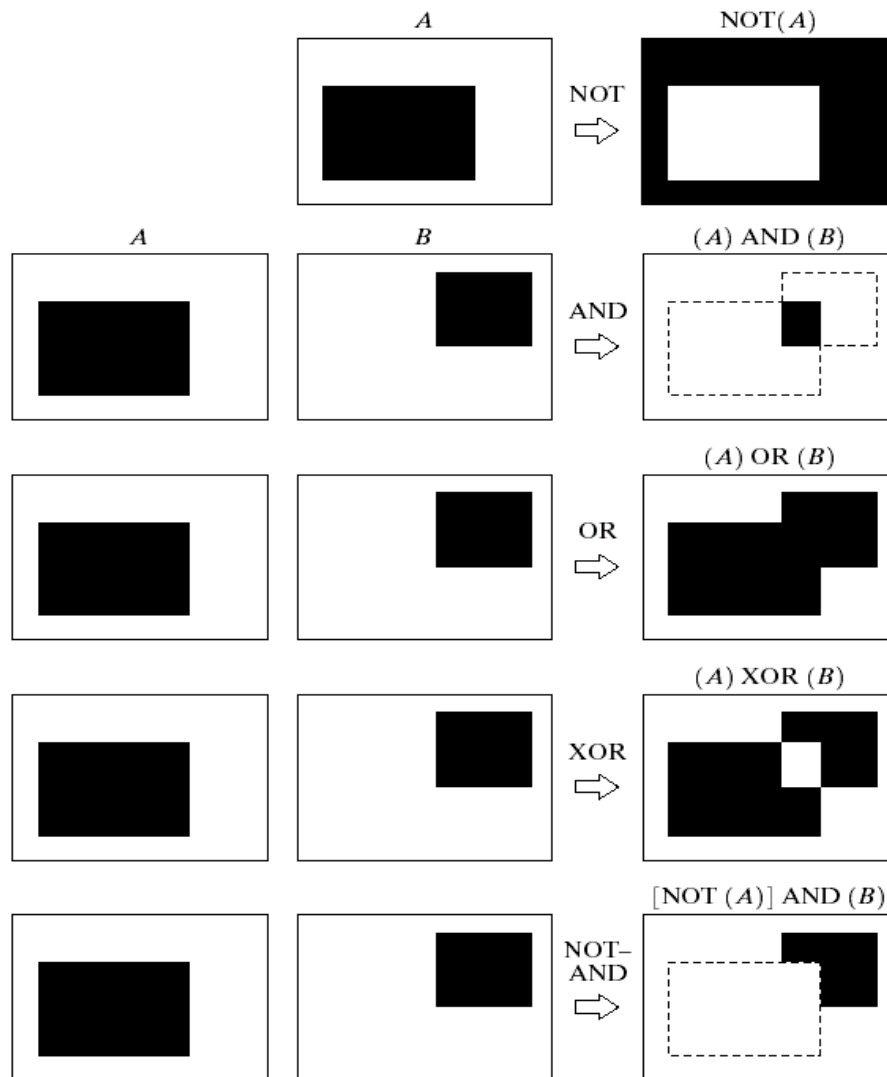 A
NOT(A)
NOT
A
B
(A) AND (B)
AND
(A) OR (B)
OR
(A) XOR (B)
XOR
[NOT (A)] AND (B)
NOT–
AND